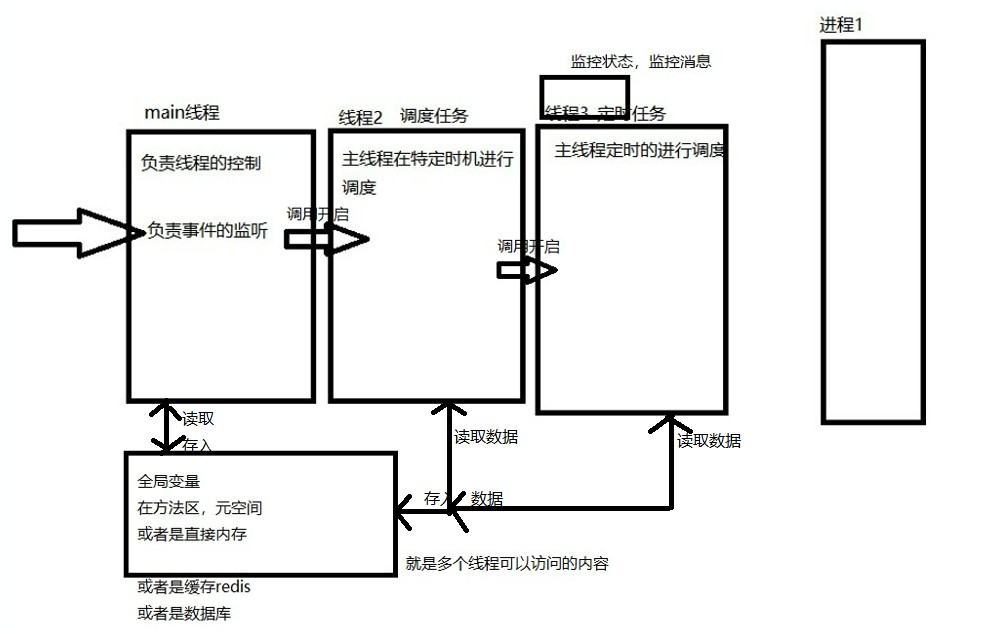 进程1
监控状态，监控消息
main线程
线程2 调度任务
线程3 定时任务
负责线程的控制
负责事件的监听
主线程在特定时机进行
调度
主线程定时的进行调度
调用开启
调用开启
读取
存入
读取数据
读取数据
存入 数据
全局变量
在方法区，元空间
或者是直接内存
或者是缓存redis
或者是数据库
就是多个线程可以访问的内容